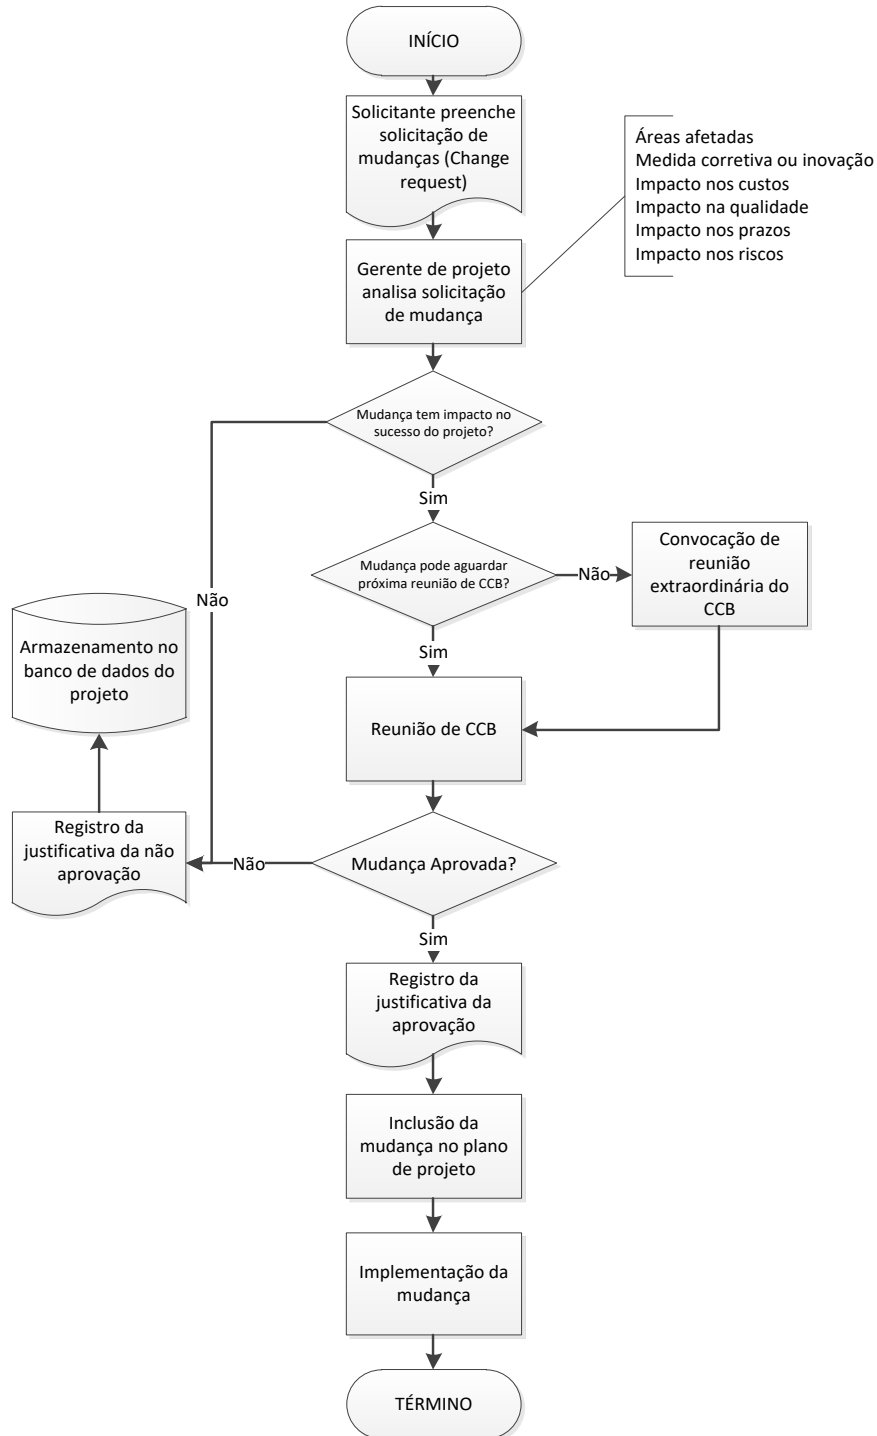 INÍCIO
Solicitante preenche
solicitação de
mudanças (Change
request)
Áreas afetadas
Medida corretiva ou inovação
Impacto nos custos
Impacto na qualidade
Impacto nos prazos
Impacto nos riscos
Gerente de projeto
analisa solicitação
de mudança
Mudança tem impacto no
sucesso do projeto?
Sim
Não
Mudança pode aguardar
próxima reunião de CCB?
Não
Convocação de
reunião
extraordinária do
CCB
Sim
Reunião de CCB
Armazenamento no
banco de dados do
projeto
Mudança Aprovada?
Não
Registro da
justificativa da não
aprovação
Sim
Registro da
justificativa da
aprovação
Inclusão da
mudança no plano
de projeto
Implementação da
mudança
TÉRMINO